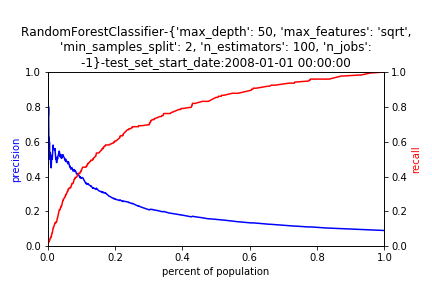 RandomForestClassifier-{'max_depth': 50, 'max_features': 'sqrt',
'min_samples_split': 2, 'n_estimators': 100, 'n_jobs':
-1}-test_set_start_date:2008-01-01 00:00:00
1.0 1.0
0.8 0.8
0.6 0.6
precision recall
0.4 0.4
0.2 0.2
0.0 0.0
0.0 0.2 0.4 0.6 0.8 1.0
percent of population